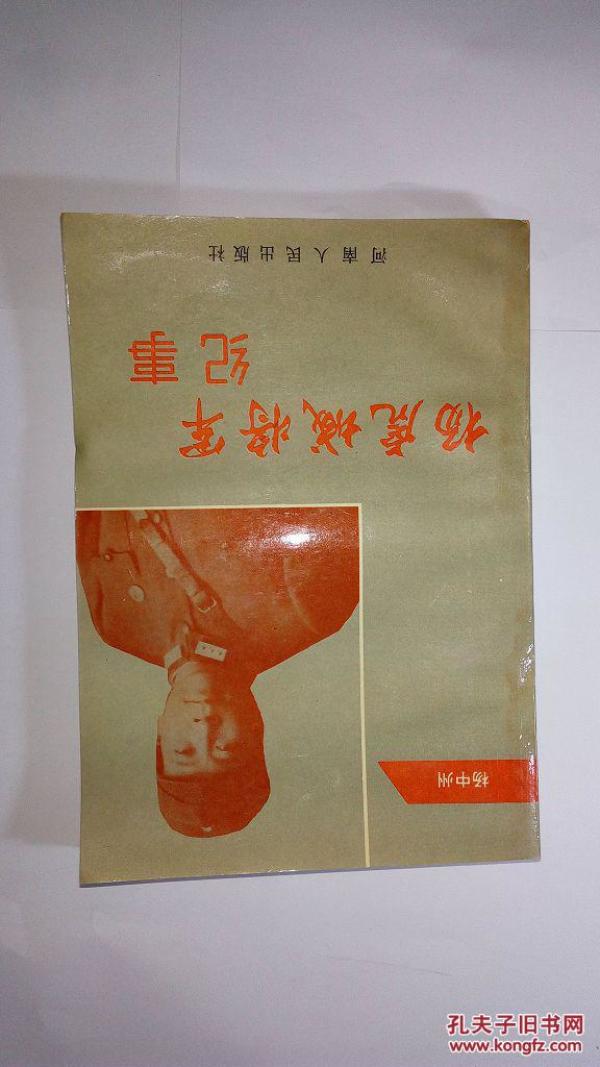 杨中州
杨虎城将军
纪事
河南人民出版社
孔夫子旧书网
www.kongfz.com